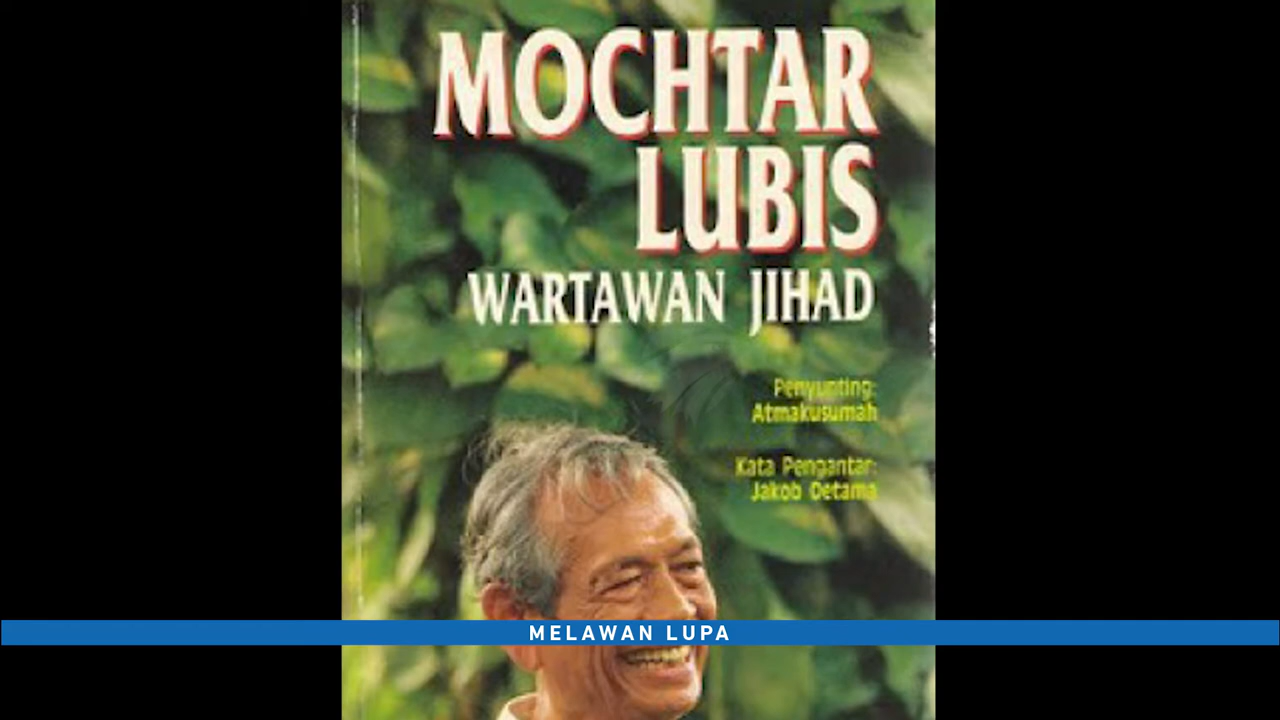 MOCHTAR
LUBIS
WARTAWAN JIHAD
Penyunting:
Atmakusumah
Kata Pengantar:
Jakob Oetama
MELAWAN LUPA